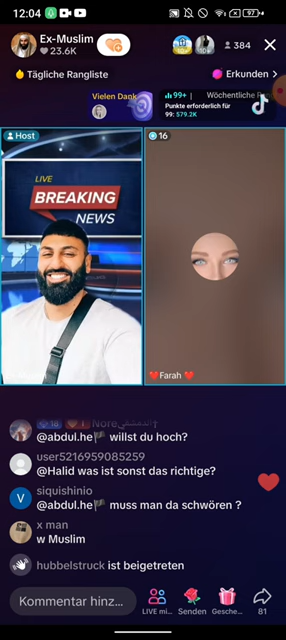 12:04
97
Ex-Muslim
23.6K
384
Tägliche Rangliste
Erkunden >
Vielen Dank
99+ | Wöchentliche
Punkte erforderlich für
99: 579.2K
Host
16
LIVE
BREAKING
NEWS
❤️Farah ❤️
18
1
@abdul.he🏴 willst du hoch?
user5216959085259
@Halid was ist sonst das richtige?
siquishinio
V
@abdul.he🏴 muss man da schwören ?
x man
w Muslim
hubbelstruck ist beigetreten
Kommentar hinz...
LIVE mi...
Senden
Gesche...
81